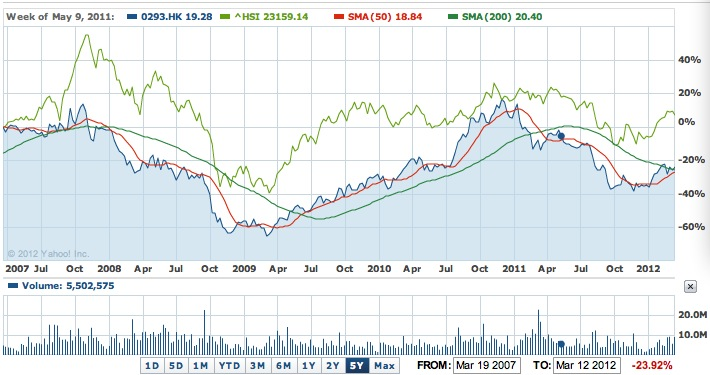 Week of May 9, 2011: 0293.HK 19.28 ^HSI 23159.14 SMA(50) 18.84 SMA(200) 20.40
40%
20%
0%
-20%
-40%
-60%
© 2012 Yahoo! Inc.
2007 Jul Oct 2008 Apr Jul Oct 2009 Apr Jul Oct 2010 Apr Jul Oct 2011 Apr Jul Oct 2012
Volume: 5,502,575
20.0M
10.0M
1D 5D 1M YTD 3M 6M 1Y 2Y 5Y Max FROM: Mar 19 2007 TO: Mar 12 2012 -23.92%